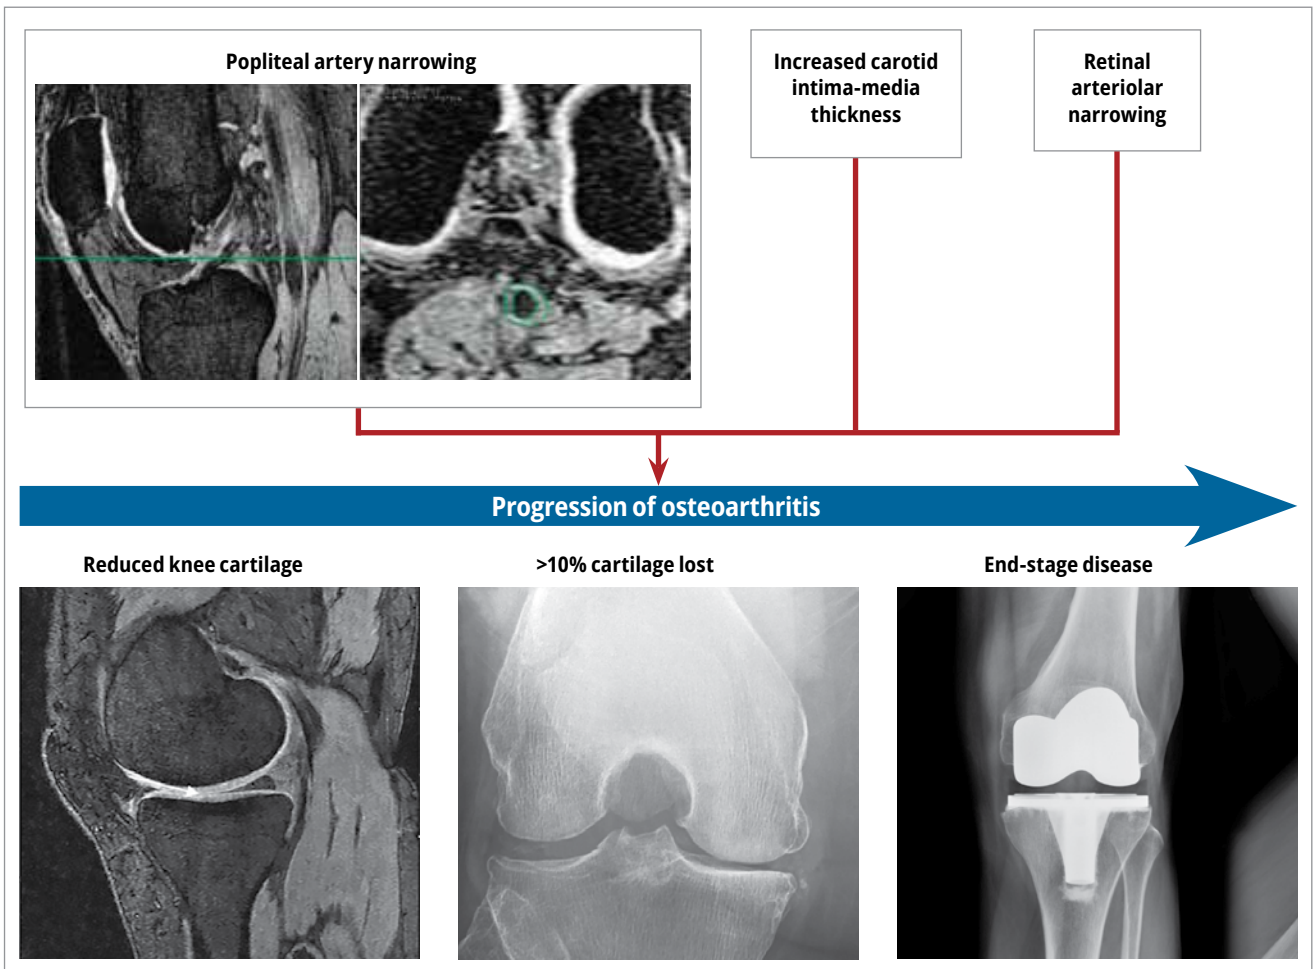 Popliteal artery narrowing
Increased carotid
intima-media
thickness
Retinal
arteriolar
narrowing
Progression of osteoarthritis
Reduced knee cartilage
>10% cartilage lost
End-stage disease